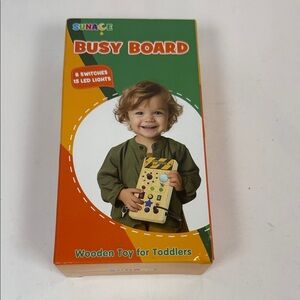 SUNACE
BUSY BOARD
8 SWITCHES
15 LED LIGHTS
Wooden Toy for Toddlers